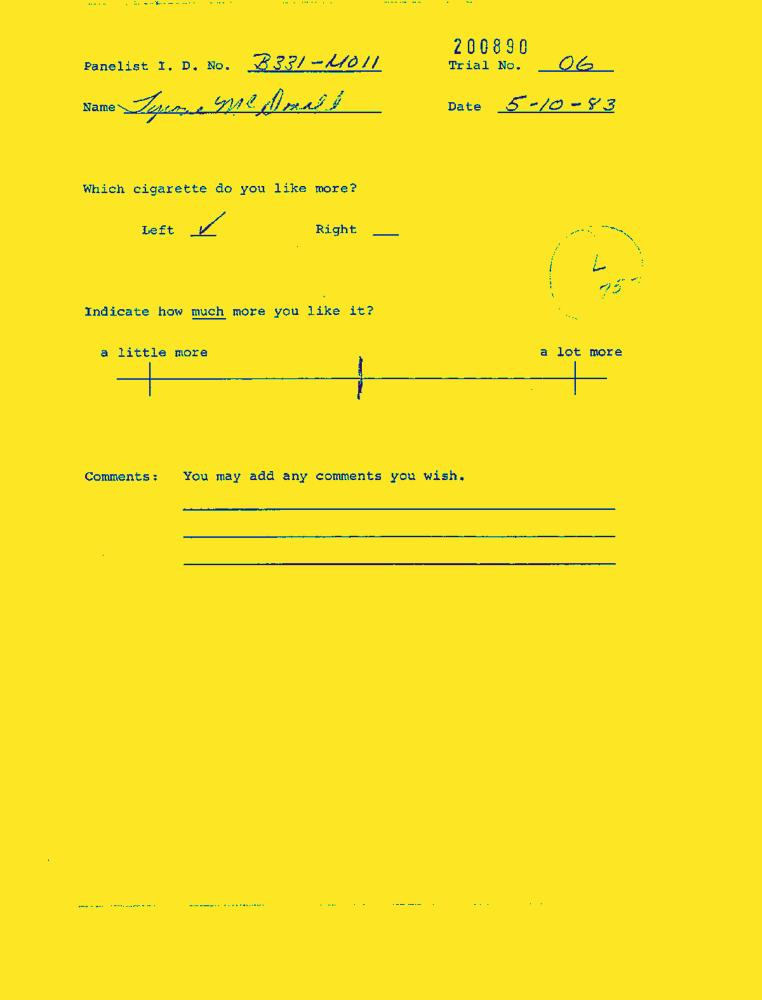 200890
Panelist I. D. No. B331-4011 Trial No. 06
Name Tyrone McDonald Date 5-10-83
Which cigarette do you like more?
Left ✓ Right
L
75
Indicate how much more you like it?
a little more a lot more
Comments: You may add any comments you wish.